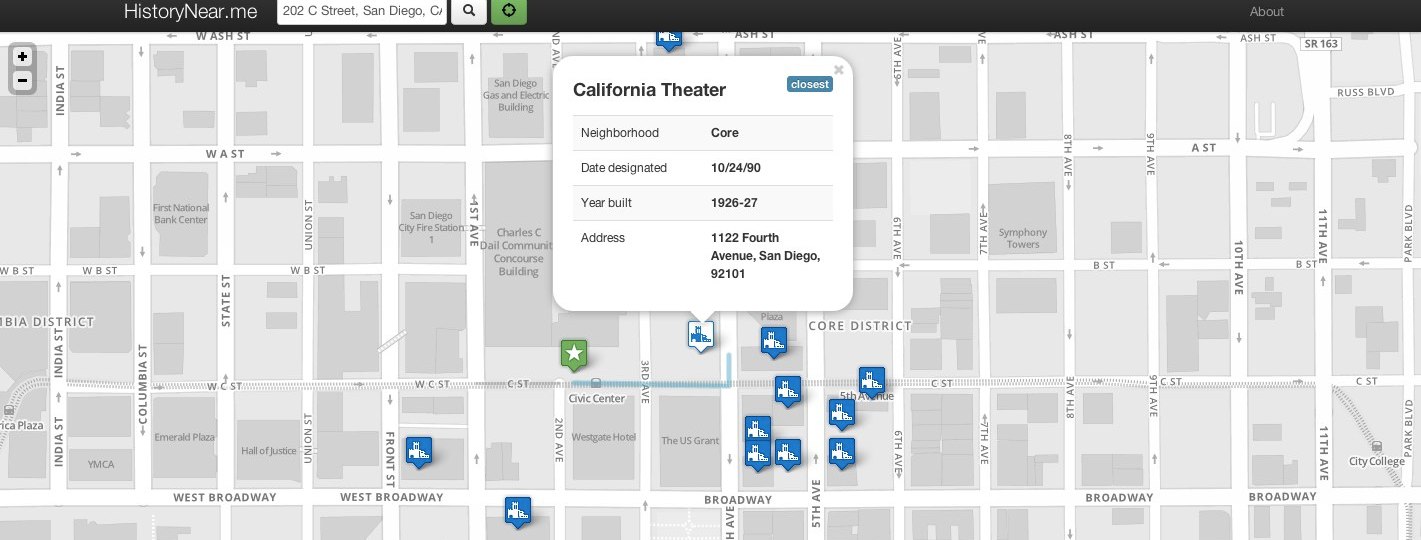 HistoryNear.me
202 C Street, San Diego, CA
About
W ASH ST
ASH ST
ASH ST
ASH ST
SR 163
RUSS BLVD
INDIA ST
San Diego
Gas and Electric
Building
California Theater
closest
Neighborhood Core
Date designated 10/24/90
Year built 1926-27
Address 1122 Fourth
Avenue, San Diego,
92101
9TH AVE
8TH AVE
W A ST
A ST
First National
Bank Center
UNION ST
San Diego
City Fire Station
1
1ST AVE
Charles C
Dail Communit
Concourse
Building
6TH AVE
7TH AVE
Symphony
Towers
11TH AVE
PARK BLVD
10TH AVE
W B ST
W B ST
W B ST
B ST
B ST
STATE ST
MBIA DISTRICT
INDIA ST
Plaza
CORE DISTRICT
COLUMBIA ST
3RD AVE
W C ST
W C ST
C ST
C ST
C ST
C ST
Civic Center
5th Avenue
9TH AVE
8TH AVE
rica Plaza
INDIA ST
Emerald Plaza
Hall of Justice
UNION ST
FRONT ST
2ND AVE
Westgate Hotel
The US Grant
6TH AVE
7TH AVE
11TH AVE
PARK BLVD
YMCA
City College
WEST BROADWAY
WEST BROADWAY
BROADWAY
BROADWAY
BROADWAY
5TH AVE